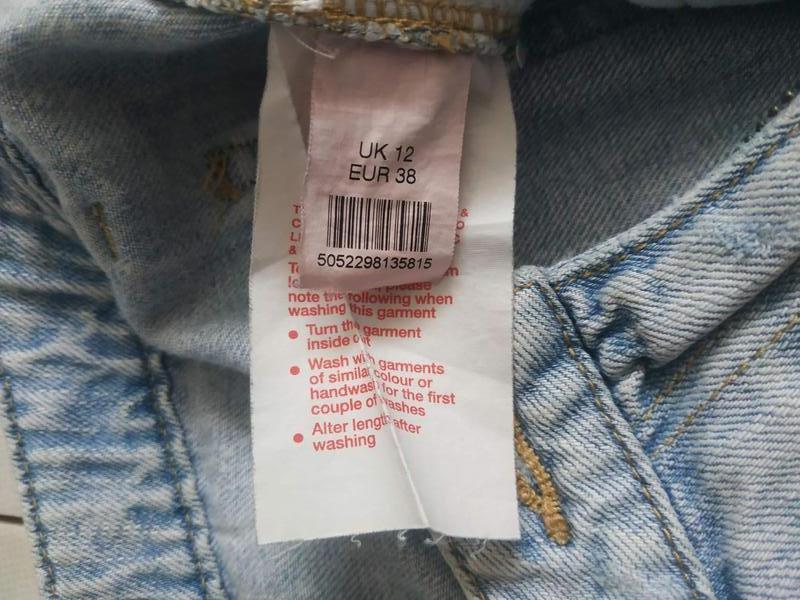 UK 12
EUR 38
5052298135815
please
note the following when
washing this garment
● Turn the garment
inside out
● Wash with garments
of similar colour or
handwash for the first
couple of washes
● Alter length after
washing